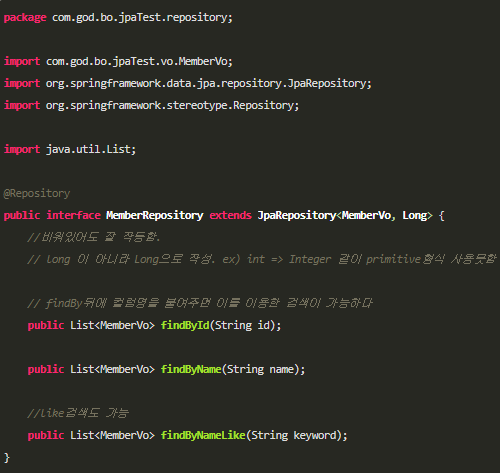 package com.god.bo.jpaTest.repository;
import com.god.bo.jpaTest.vo.MemberVo;
import org.springframework.data.jpa.repository.JpaRepository;
import org.springframework.stereotype.Repository;
import java.util.List;
@Repository
public interface MemberRepository extends JpaRepository<MemberVo, Long> {
//비워있어도 잘 작동함.
// long 이 아니라 Long으로 작성. ex) int => Integer 같이 primitive형식 사용못함
// findBy뒤에 컬럼명을 붙여주면 이를 이용한 검색이 가능하다
public List<MemberVo> findById(String id);
public List<MemberVo> findByName(String name);
//like검색도 가능
public List<MemberVo> findByNameLike(String keyword);
}